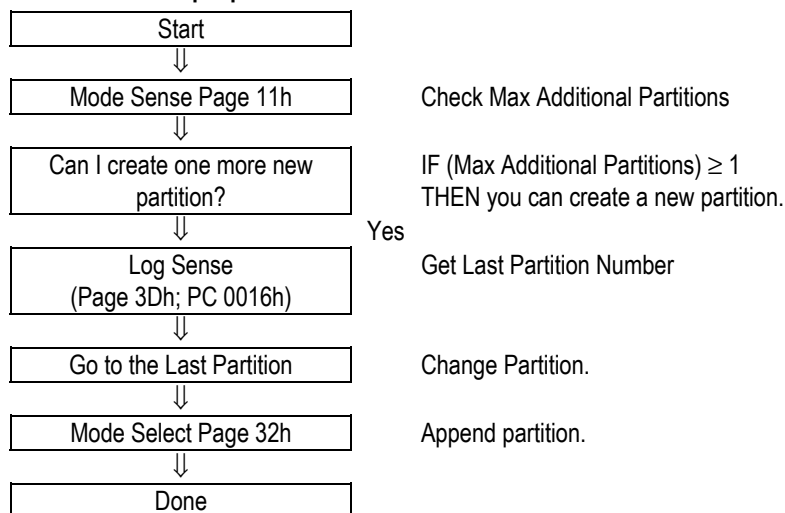 Start
⇓
Mode Sense Page 11h Check Max Additional Partitions
⇓
Can I create one more new IF (Max Additional Partitions) ≥ 1
partition? THEN you can create a new partition.
⇓ Yes
Log Sense Get Last Partition Number
(Page 3Dh; PC 0016h)
⇓
Go to the Last Partition Change Partition.
⇓
Mode Select Page 32h Append partition.
⇓
Done